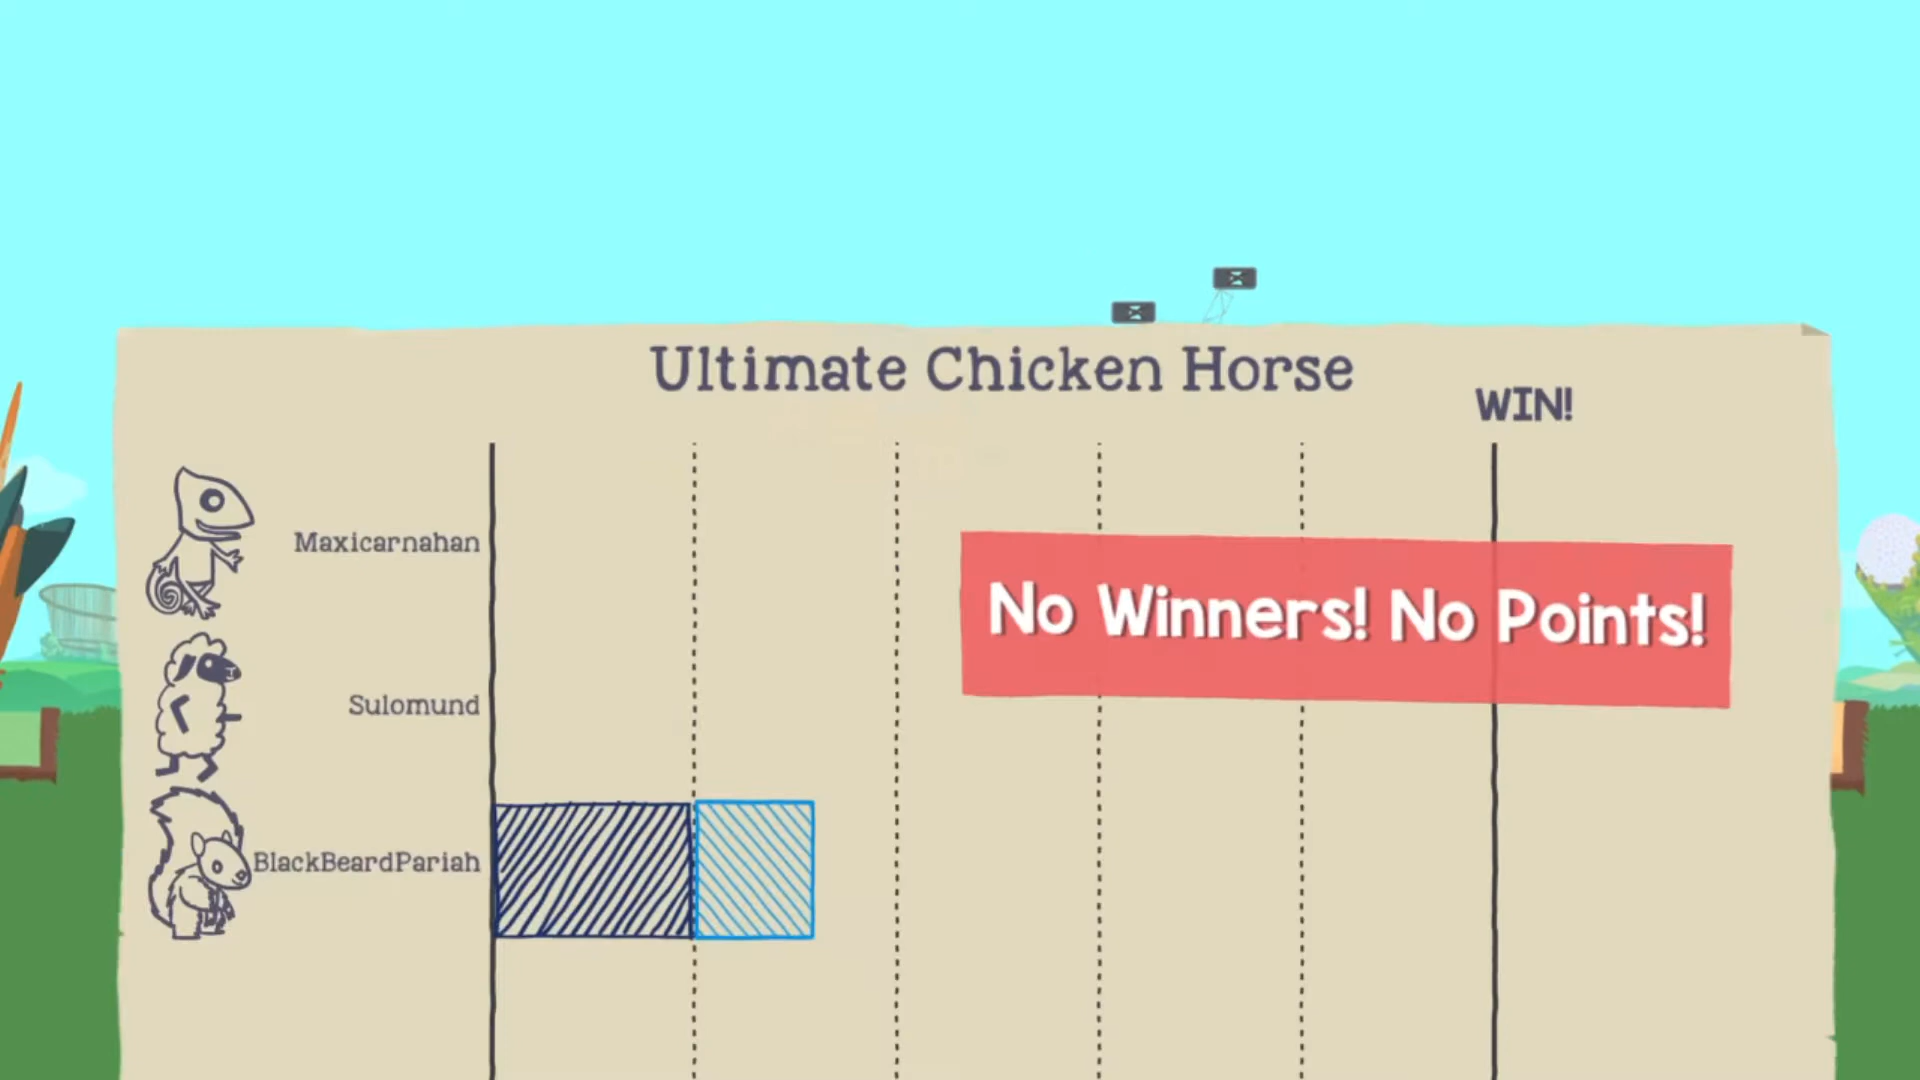 Ultimate Chicken Horse
WIN!
Maxicarnahan
No Winners! No Points!
Sulomund
BlackBeardPariah